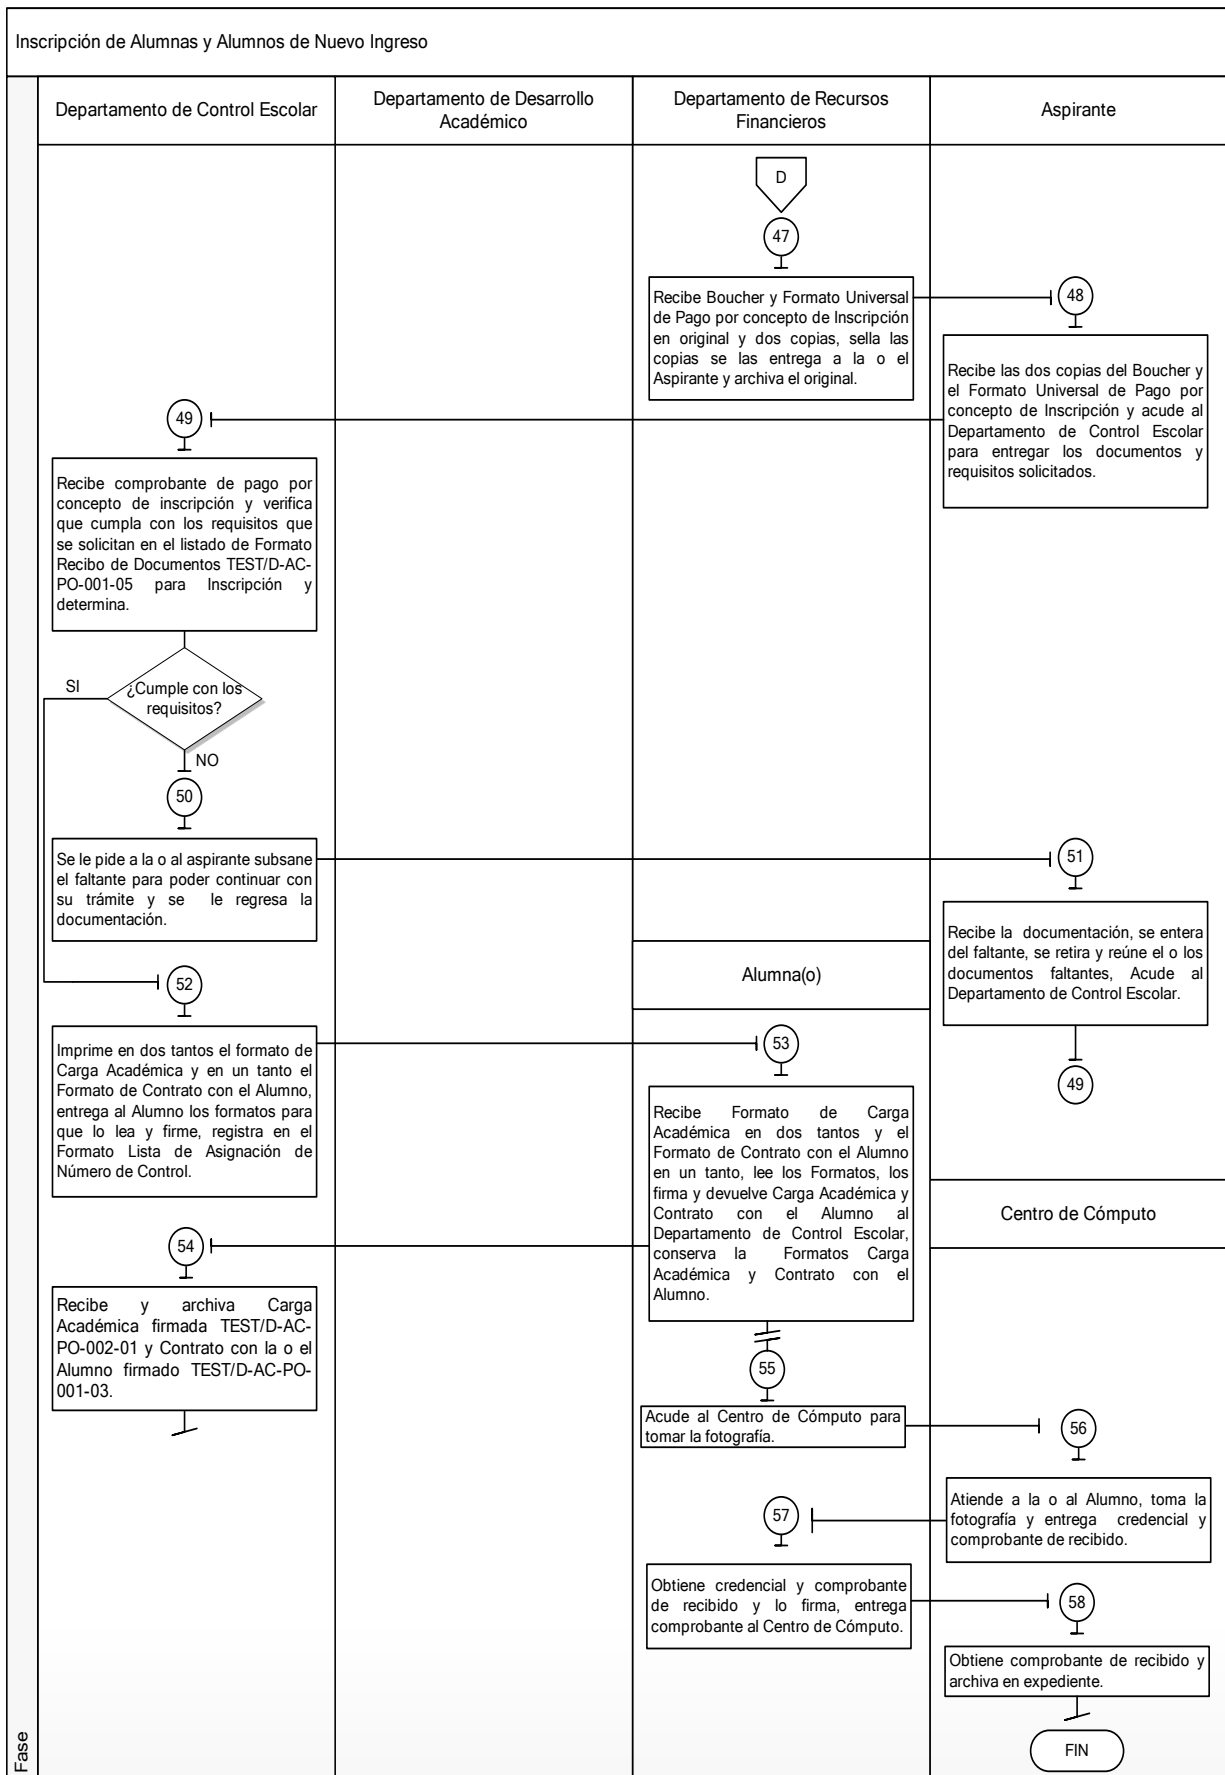 Inscripción de Alumnas y Alumnos de Nuevo Ingreso
Departamento de Control Escolar
Departamento de Desarrollo
Académico
Departamento de Recursos
Financieros
Aspirante
D
47
Recibe Boucher y Formato Universal
de Pago por concepto de Inscripción
en original y dos copias, sella las
copias se las entrega a la o el
Aspirante y archiva el original.
48
Recibe las dos copias del Boucher y
el Formato Universal de Pago por
concepto de Inscripción y acude al
Departamento de Control Escolar
para entregar los documentos y
requisitos solicitados.
49
Recibe comprobante de pago por
concepto de inscripción y verifica
que cumpla con los requisitos que
se solicitan en el listado de Formato
Recibo de Documentos TEST/D-AC-
PO-001-05 para Inscripción y
determina.
SI
¿Cumple con los
requisitos?
NO
50
Se le pide a la o al aspirante subsane
el faltante para poder continuar con
su trámite y se le regresa la
documentación.
51
Recibe la documentación, se entera
del faltante, se retira y reúne el o los
documentos faltantes, Acude al
Departamento de Control Escolar.
49
Alumna(o)
52
Imprime en dos tantos el formato de
Carga Académica y en un tanto el
Formato de Contrato con el Alumno,
entrega al Alumno los formatos para
que lo lea y firme, registra en el
Formato Lista de Asignación de
Número de Control.
53
Recibe Formato de Carga
Académica en dos tantos y el
Formato de Contrato con el Alumno
en un tanto, lee los Formatos, los
firma y devuelve Carga Académica y
Contrato con el Alumno al
Departamento de Control Escolar,
conserva la Formatos Carga
Académica y Contrato con el
Alumno.
Centro de Cómputo
54
Recibe y archiva Carga
Académica firmada TEST/D-AC-
PO-002-01 y Contrato con la o el
Alumno firmado TEST/D-AC-PO-
001-03.
55
Acude al Centro de Cómputo para
tomar la fotografía.
56
Atiende a la o al Alumno, toma la
fotografía y entrega credencial y
comprobante de recibido.
57
Obtiene credencial y comprobante
de recibido y lo firma, entrega
comprobante al Centro de Cómputo.
58
Obtiene comprobante de recibido y
archiva en expediente.
FIN
Fase